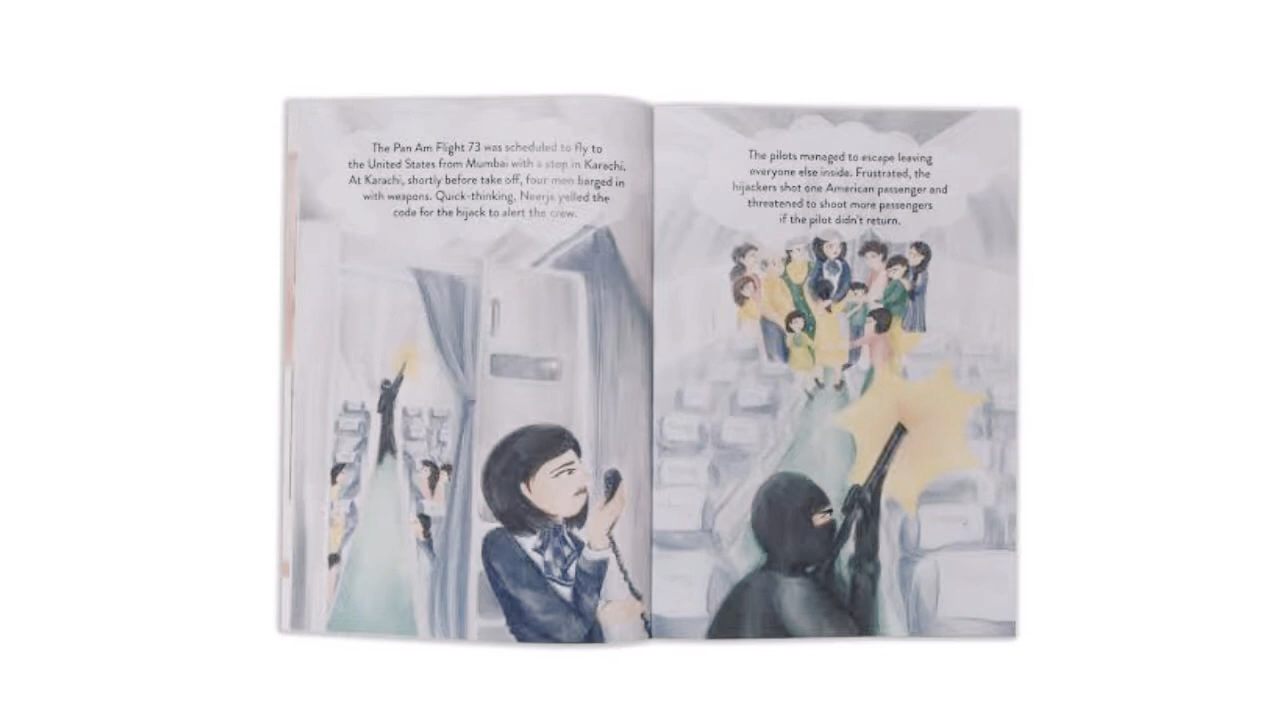 The Pan Am Flight 73 was scheduled to fly to
the United States from Mumbai with a stop in Karachi.
At Karachi, shortly before take off, four men barged in
with weapons. Quick-thinking, Neerja yelled the
code for the hijack to alert the crew.
The pilots managed to escape leaving
everyone else inside. Frustrated, the
hijackers shot one American passenger and
threatened to shoot more passengers
if the pilot didn't return.